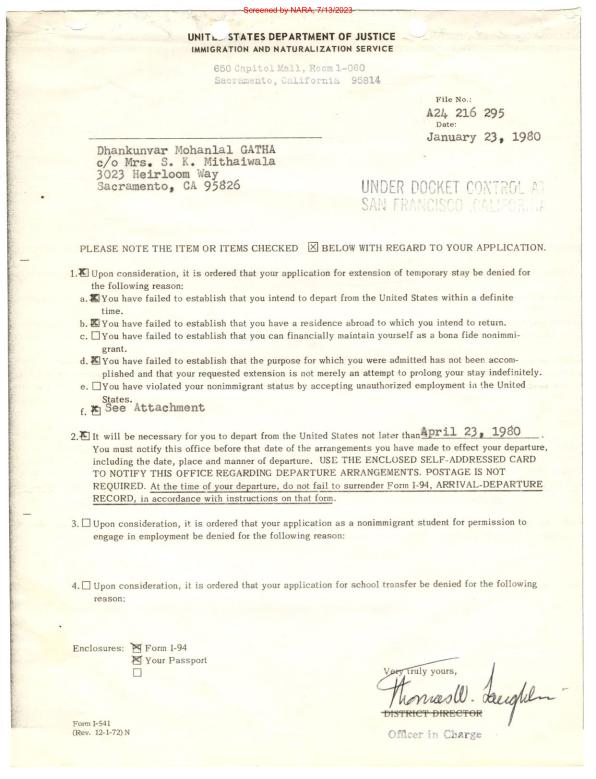 Screened by NARA, 7/13/2023
UNITED STATES DEPARTMENT OF JUSTICE
IMMIGRATION AND NATURALIZATION SERVICE
650 Capitol Mall, Room 1-060
Sacramento, California 95814
File No.:
A24 216 295
Date:
January 23, 1980
Dhankunvar Mohanlal GATHA
c/o Mrs. S. K. Mithaiwala
3023 Heirloom Way
Sacramento, CA 95826
UNDER DOCKET CONTROL AT
SAN FRANCISCO, CALIFORNIA
PLEASE NOTE THE ITEM OR ITEMS CHECKED ☒ BELOW WITH REGARD TO YOUR APPLICATION.
1. ☒ Upon consideration, it is ordered that your application for extension of temporary stay be denied for
the following reason:
a. ☒ You have failed to establish that you intend to depart from the United States within a definite
time.
b. ☒ You have failed to establish that you have a residence abroad to which you intend to return.
c. ☐ You have failed to establish that you can financially maintain yourself as a bona fide nonimmi-
grant.
d. ☒ You have failed to establish that the purpose for which you were admitted has not been accom-
plished and that your requested extension is not merely an attempt to prolong your stay indefinitely.
e. ☐ You have violated your nonimmigrant status by accepting unauthorized employment in the United
States.
f. ☒ See Attachment
2. ☒ It will be necessary for you to depart from the United States not later than April 23, 1980.
You must notify this office before that date of the arrangements you have made to effect your departure,
including the date, place and manner of departure. USE THE ENCLOSED SELF-ADDRESSED CARD
TO NOTIFY THIS OFFICE REGARDING DEPARTURE ARRANGEMENTS. POSTAGE IS NOT
REQUIRED. At the time of your departure, do not fail to surrender Form I-94, ARRIVAL-DEPARTURE
RECORD, in accordance with instructions on that form.
3. ☐ Upon consideration, it is ordered that your application as a nonimmigrant student for permission to
engage in employment be denied for the following reason:
4. ☐ Upon consideration, it is ordered that your application for school transfer be denied for the following
reason:
Enclosures: ☒ Form I-94
☒ Your Passport
☐
Very truly yours,
Thomas W.
DISTRICT DIRECTOR
Officer in Charge
Form I-541
(Rev. 12-1-72) N